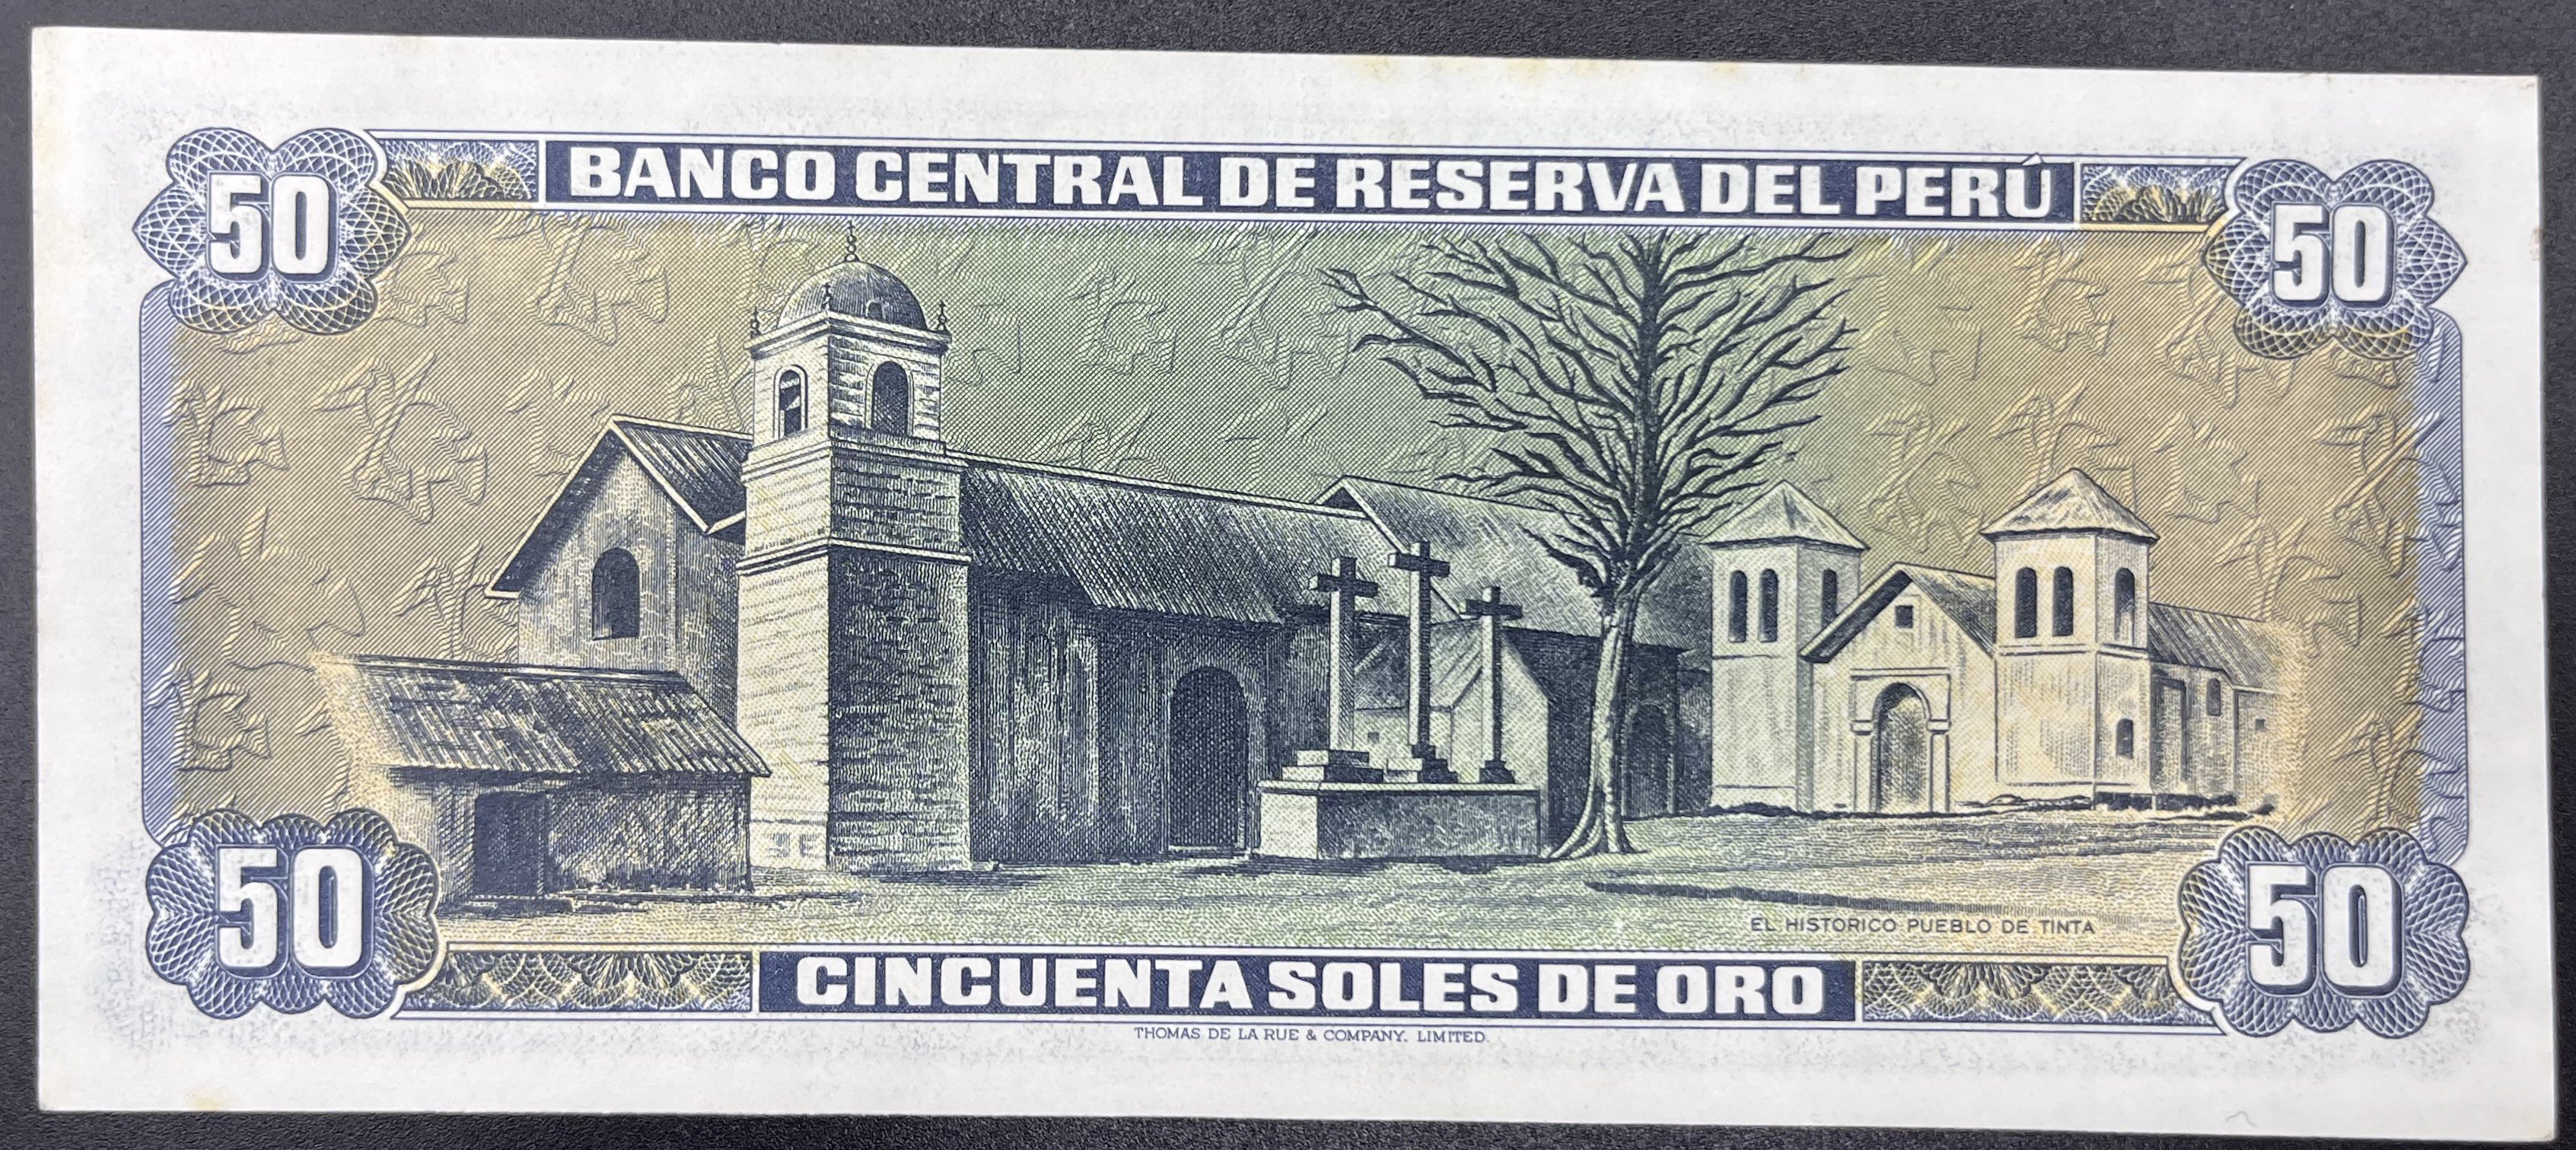 50 BANCO CENTRAL DE RESERVA DEL PERÚ 50
EL HISTORICO PUEBLO DE TINTA
50 CINCUENTA SOLES DE ORO 50
THOMAS DE LA RUE & COMPANY, LIMITED.